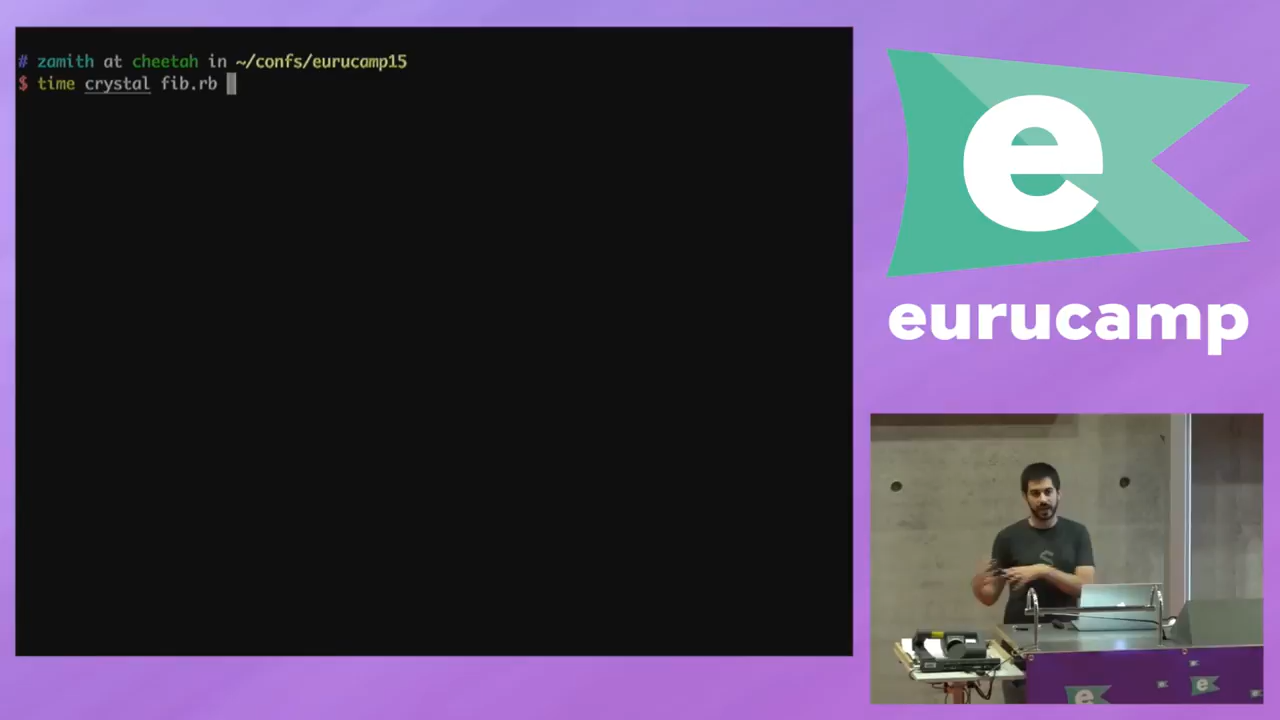 # zamith at cheetah in ~/confs/eurucamp15
$ time crystal fib.rb
e
eurucamp
e
e